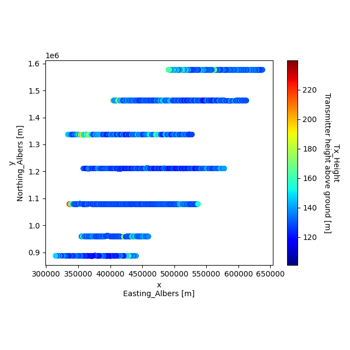 1e6
1.6
1.5
1.4
1.3
1.2
1.1
1.0
0.9
y
Northing_Albers [m]
300000 350000 400000 450000 500000 550000 600000 650000
x
Easting_Albers [m]
220
200
180
160
140
120
Tx_Height
Transmitter height above ground [m]